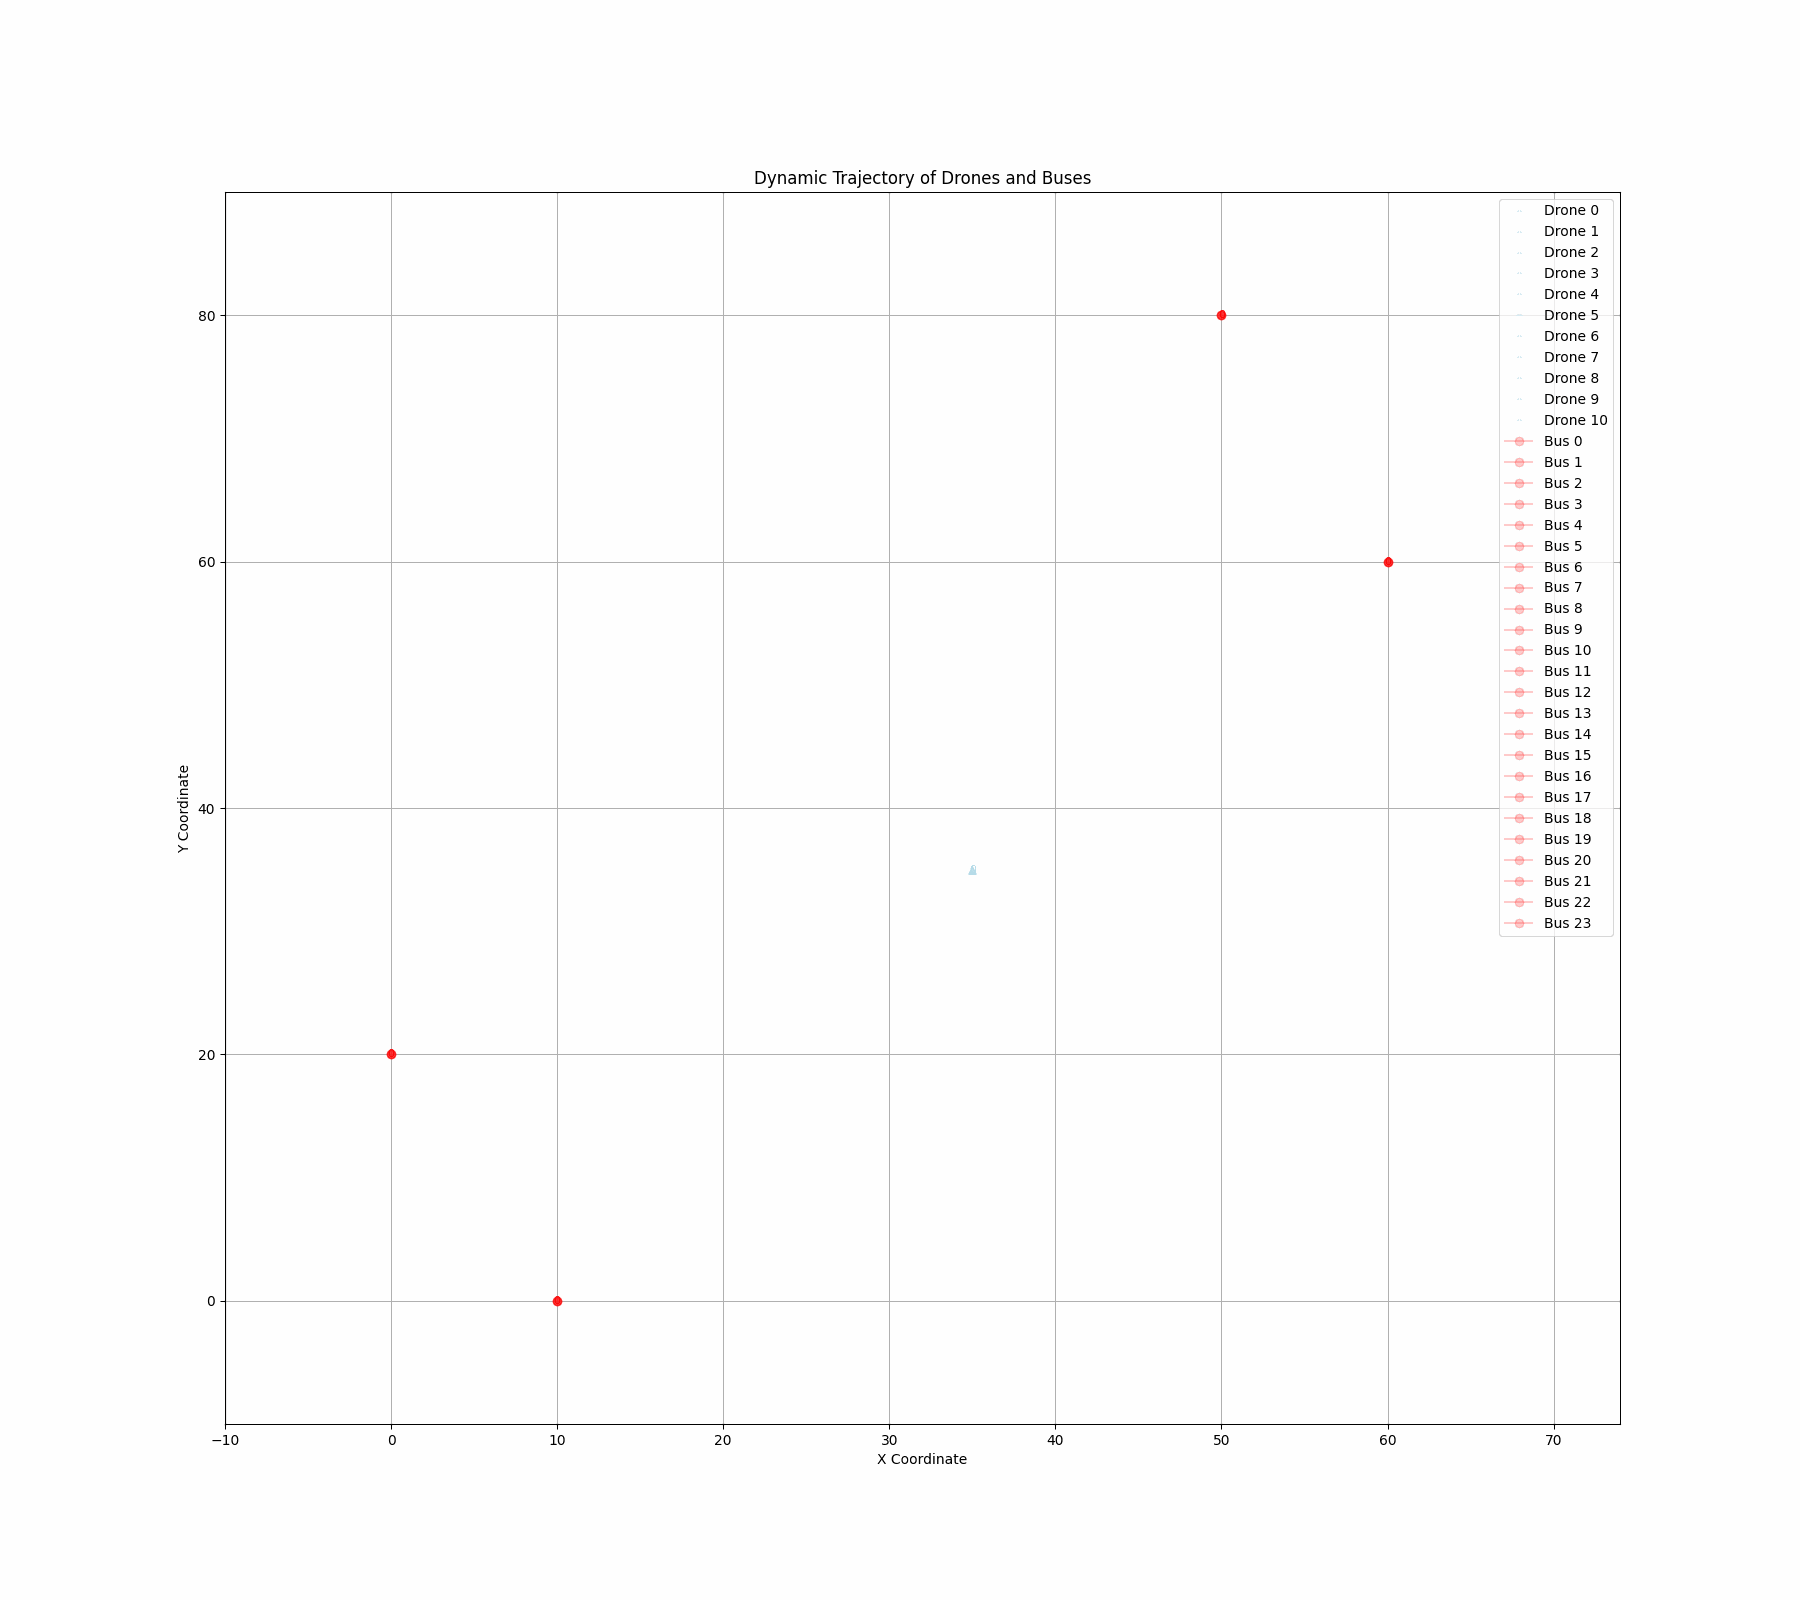 Dynamic Trajectory of Drones and Buses
Drone 0
Drone 1
Drone 2
Drone 3
Drone 4
Drone 5
Drone 6
Drone 7
Drone 8
Drone 9
Drone 10
Bus 0
Bus 1
Bus 2
Bus 3
Bus 4
Bus 5
Bus 6
Bus 7
Bus 8
Bus 9
Bus 10
Bus 11
Bus 12
Bus 13
Bus 14
Bus 15
Bus 16
Bus 17
Bus 18
Bus 19
Bus 20
Bus 21
Bus 22
Bus 23
Y Coordinate
80
60
40
20
0
−10 0 10 20 30 40 50 60 70
X Coordinate